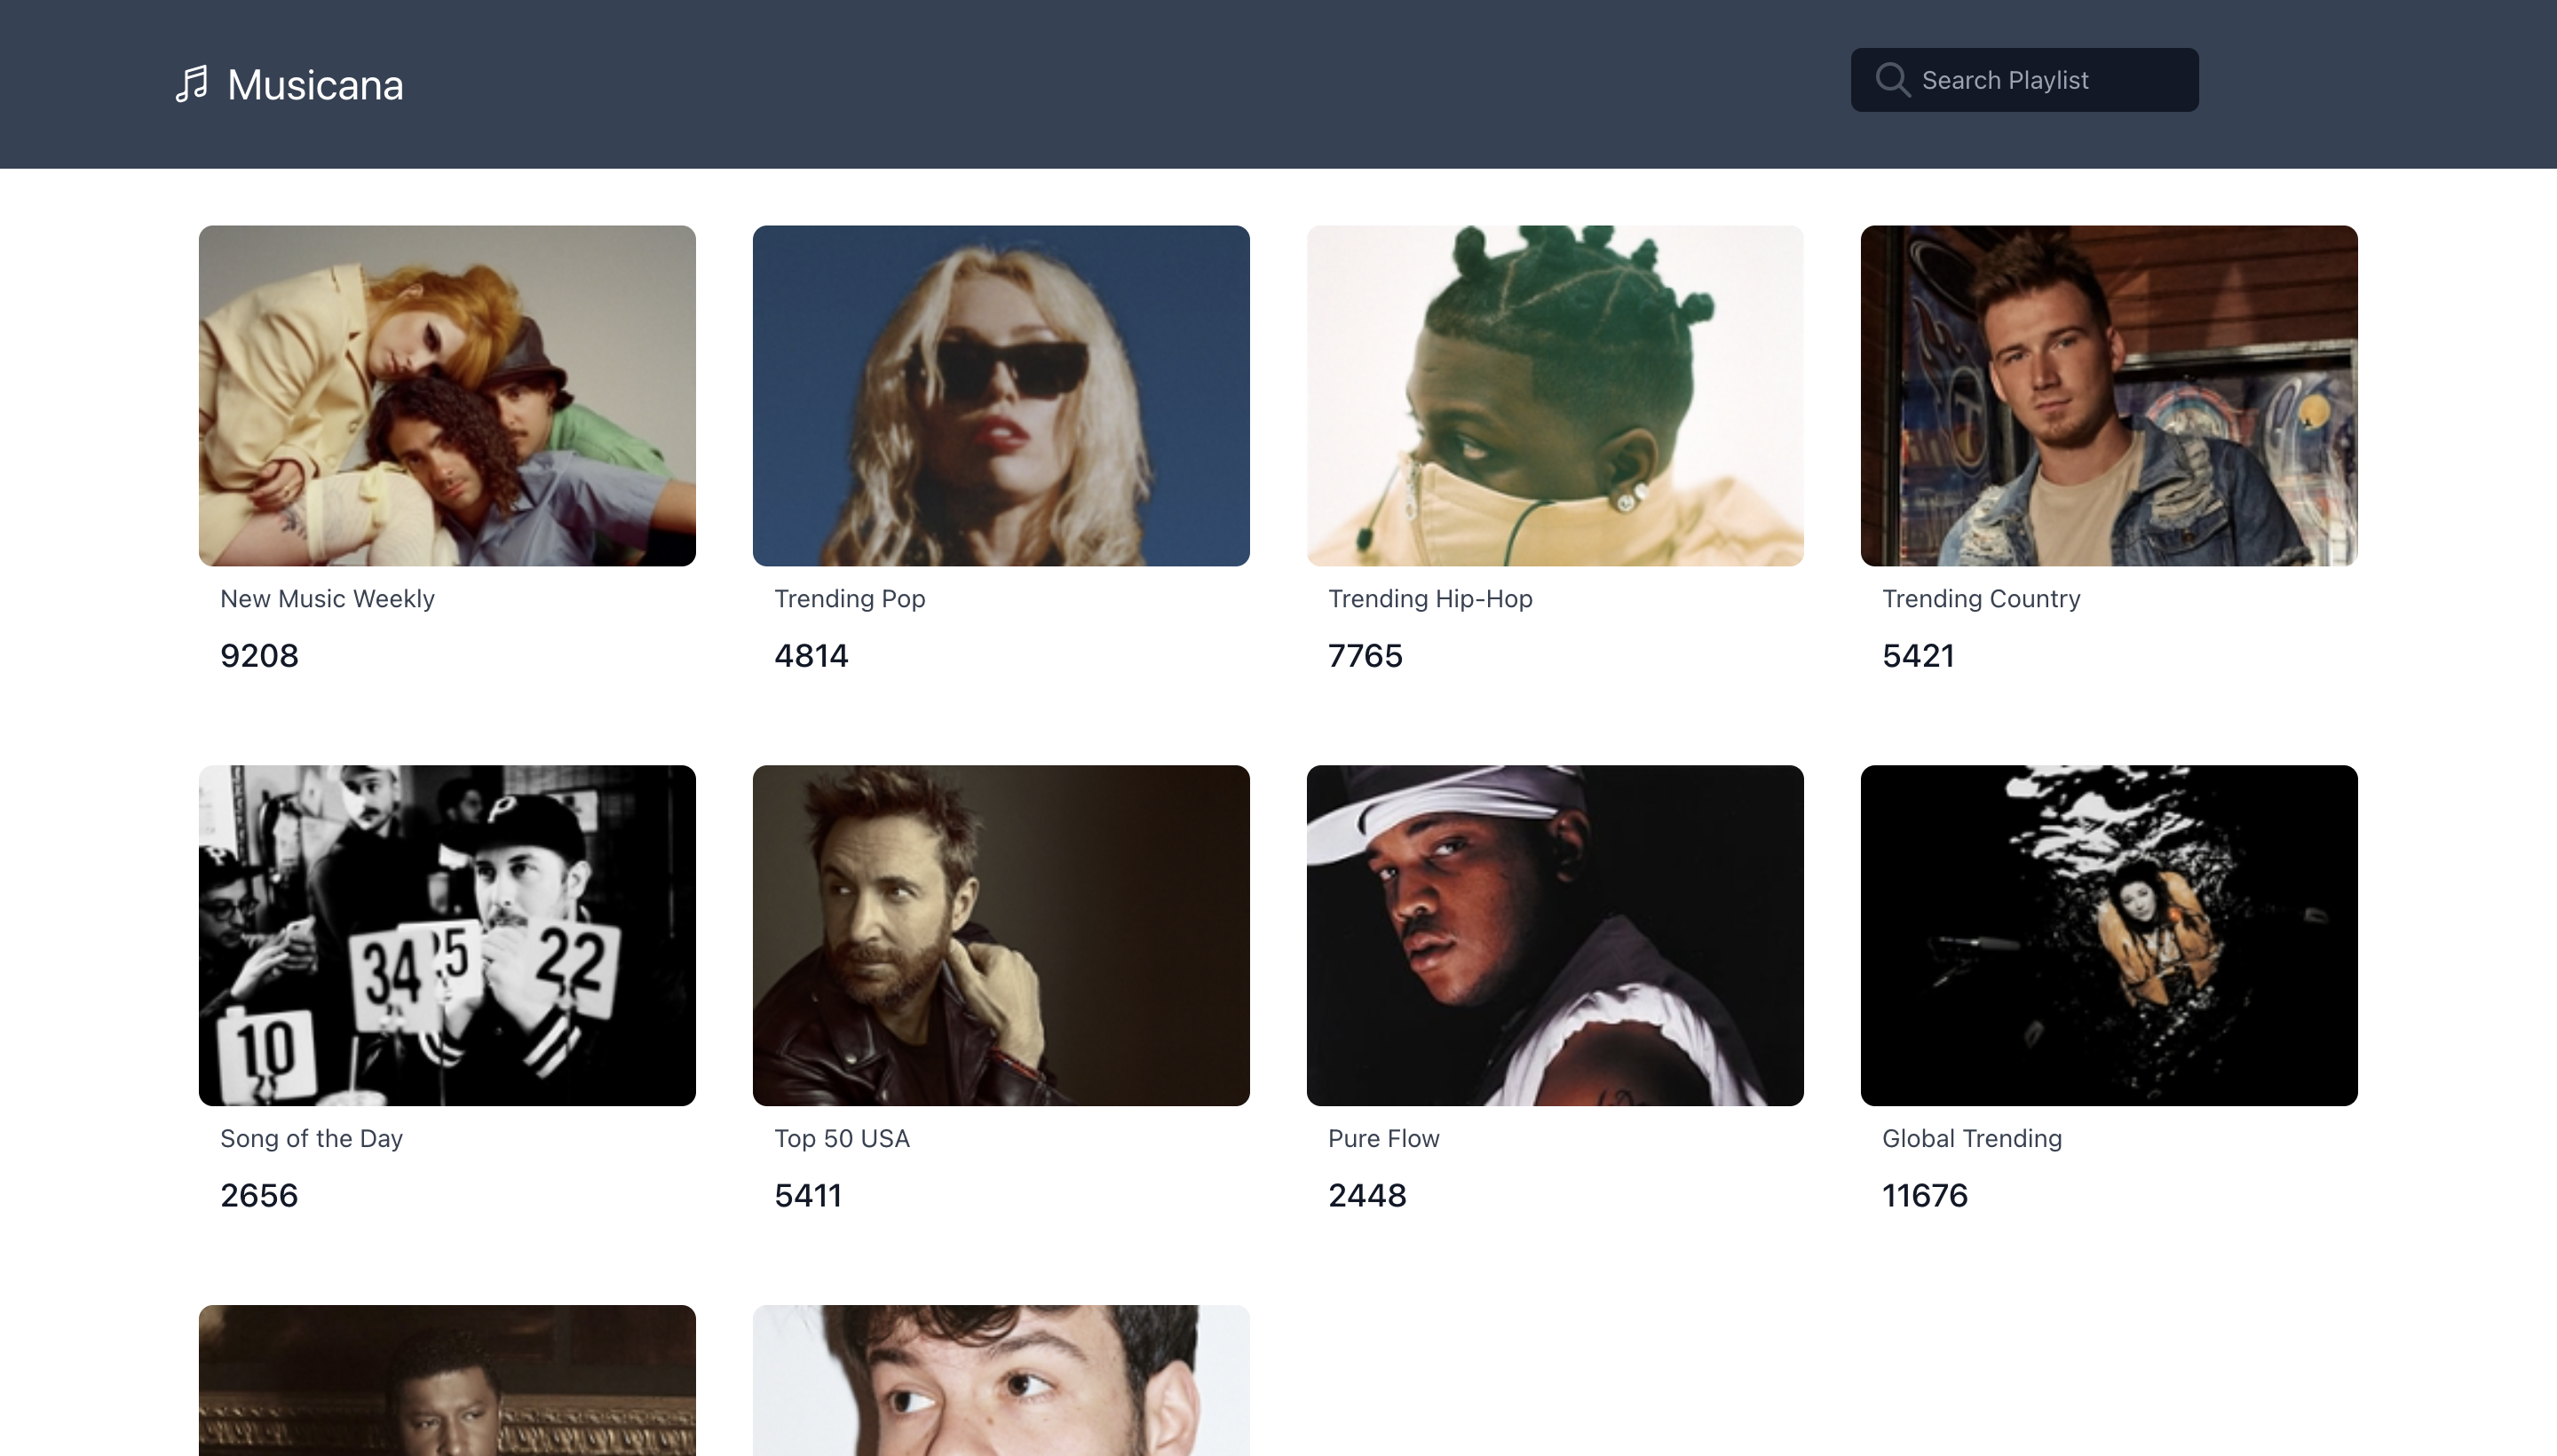 Musicana
Search Playlist
New Music Weekly
Trending Pop
Trending Hip-Hop
Trending Country
9208
4814
7765
5421
P
34
22
10
Song of the Day
Top 50 USA
Pure Flow
Global Trending
2656
5411
2448
11676